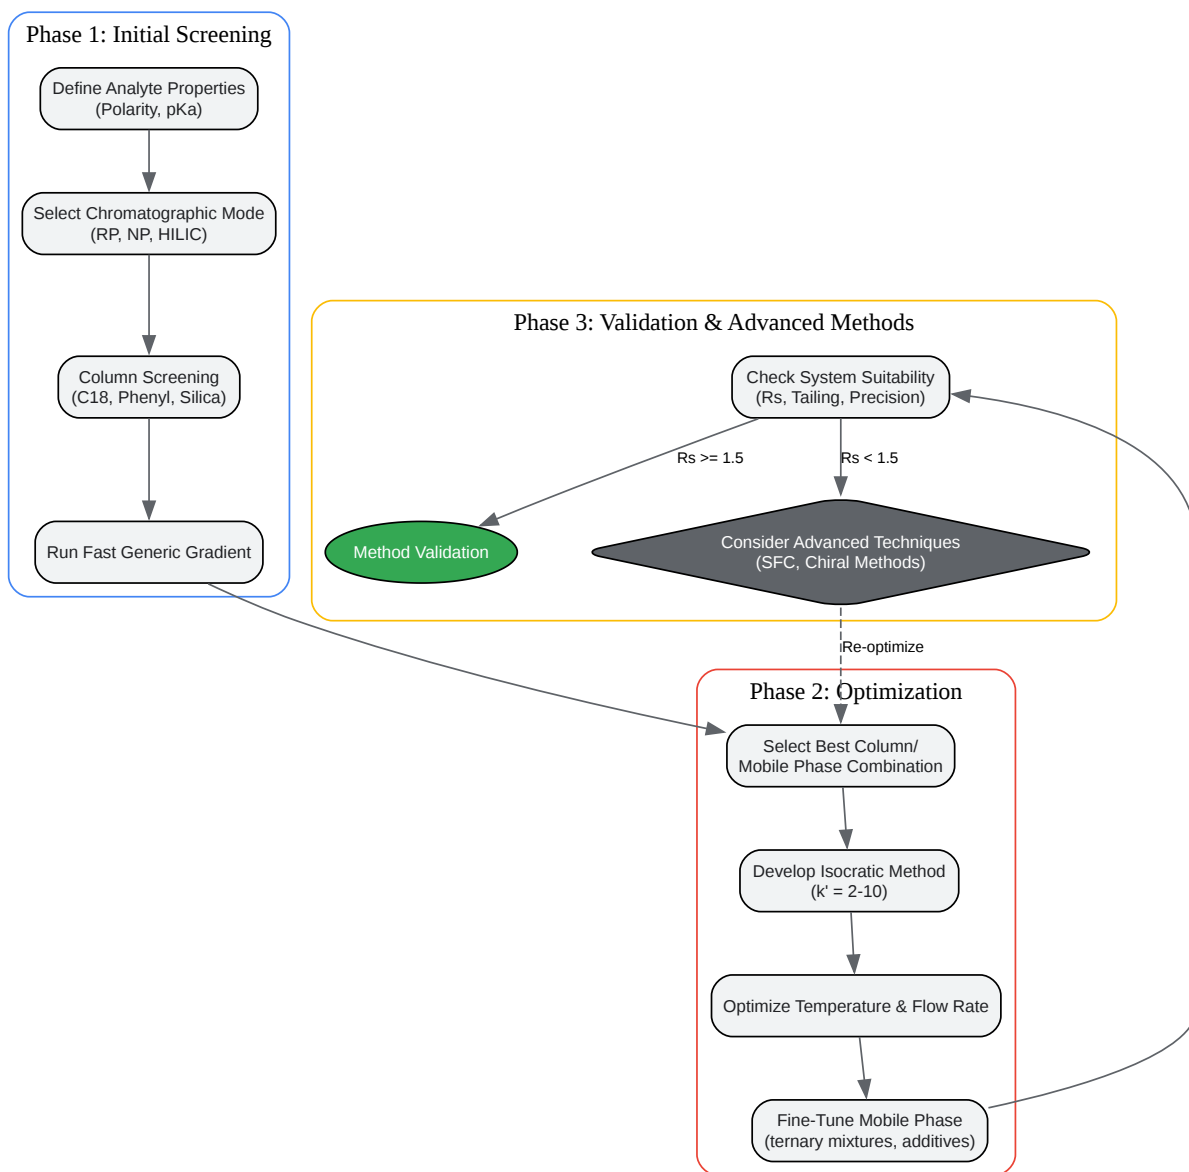 Phase 1: Initial Screening
Define Analyte Properties
(Polarity, pKa)
Select Chromatographic Mode
(RP, NP, HILIC)
Column Screening
(C18, Phenyl, Silica)
Run Fast Generic Gradient
Phase 3: Validation & Advanced Methods
Check System Suitability
(Rs, Tailing, Precision)
Rs >= 1.5
Rs < 1.5
Method Validation
Consider Advanced Techniques
(SFC, Chiral Methods)
Re-optimize
Phase 2: Optimization
Select Best Column/
Mobile Phase Combination
Develop Isocratic Method
(k' = 2-10)
Optimize Temperature & Flow Rate
Fine-Tune Mobile Phase
(ternary mixtures, additives)